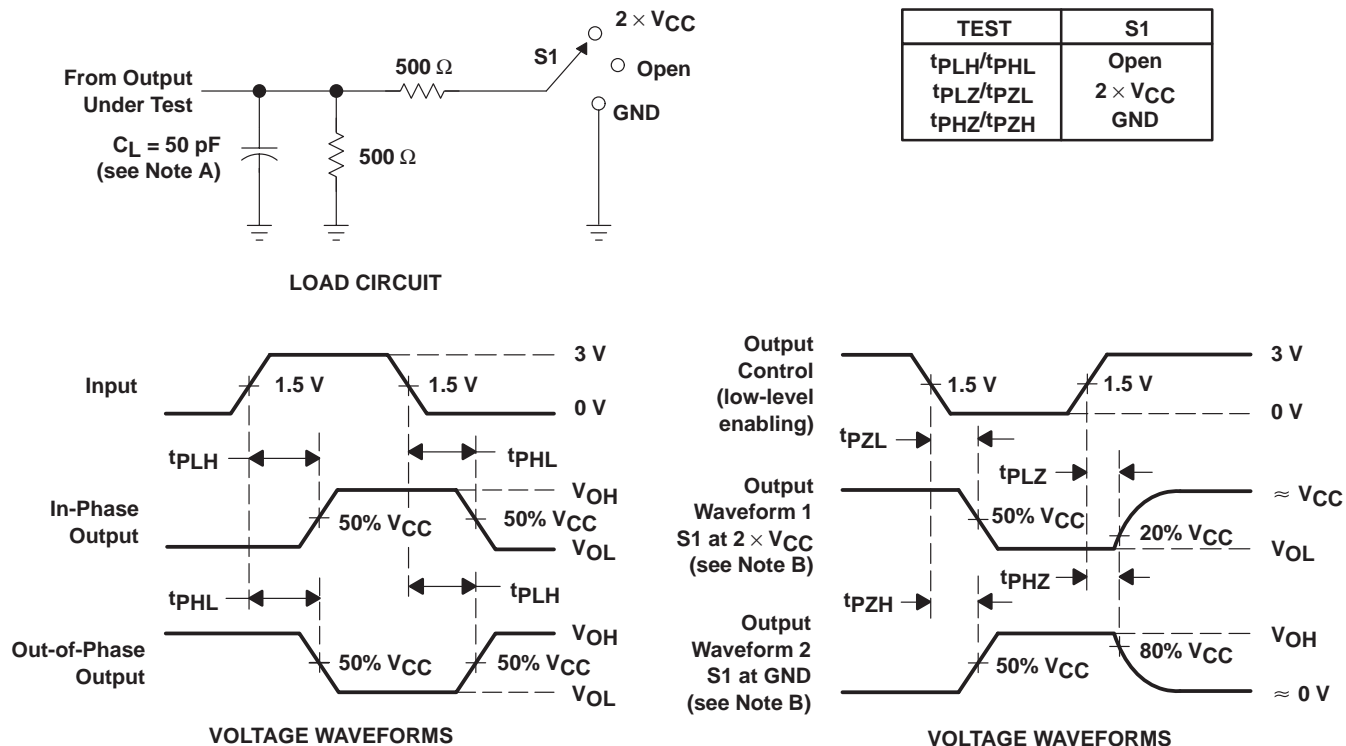 2 × VCC
S1
Open
GND
500 Ω
From Output
Under Test
CL = 50 pF
(see Note A)
500 Ω
LOAD CIRCUIT
TEST S1
tPLH/tPHL Open
tPLZ/tPZL 2 × VCC
tPHZ/tPZH GND
Input
1.5 V
1.5 V
3 V
0 V
tPLH
tPHL
In-Phase
Output
50% VCC
VOH
50% VCC
VOL
tPHL
tPLH
Out-of-Phase
Output
50% VCC
VOH
50% VCC
VOL
VOLTAGE WAVEFORMS
Output
Control
(low-level
enabling)
1.5 V
1.5 V
3 V
0 V
tPZL
tPLZ
Output
Waveform 1
S1 at 2 × VCC
(see Note B)
50% VCC
≈ VCC
20% VCC
VOL
tPHZ
tPZH
Output
Waveform 2
S1 at GND
(see Note B)
50% VCC
VOH
80% VCC
≈ 0 V
VOLTAGE WAVEFORMS